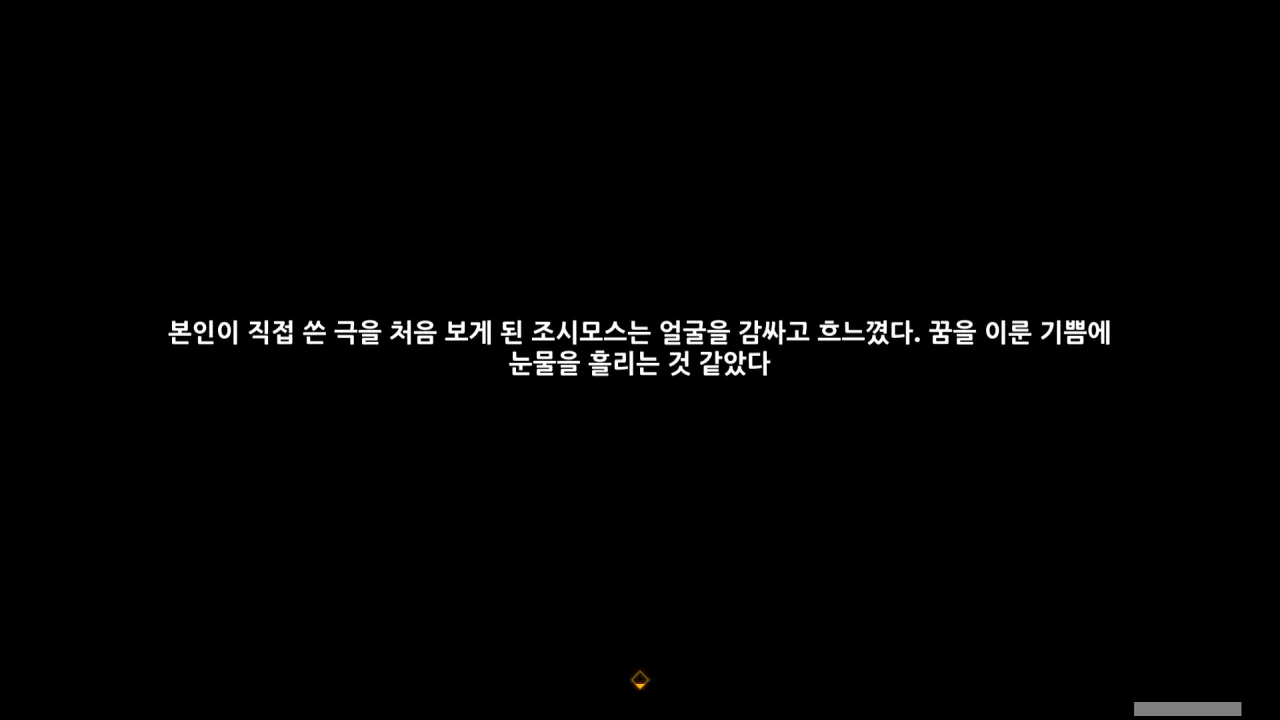 본인이 직접 쓴 극을 처음 보게 된 조시모스는 얼굴을 감싸고 흐느꼈다. 꿈을 이룬 기쁨에
눈물을 흘리는 것 같았다